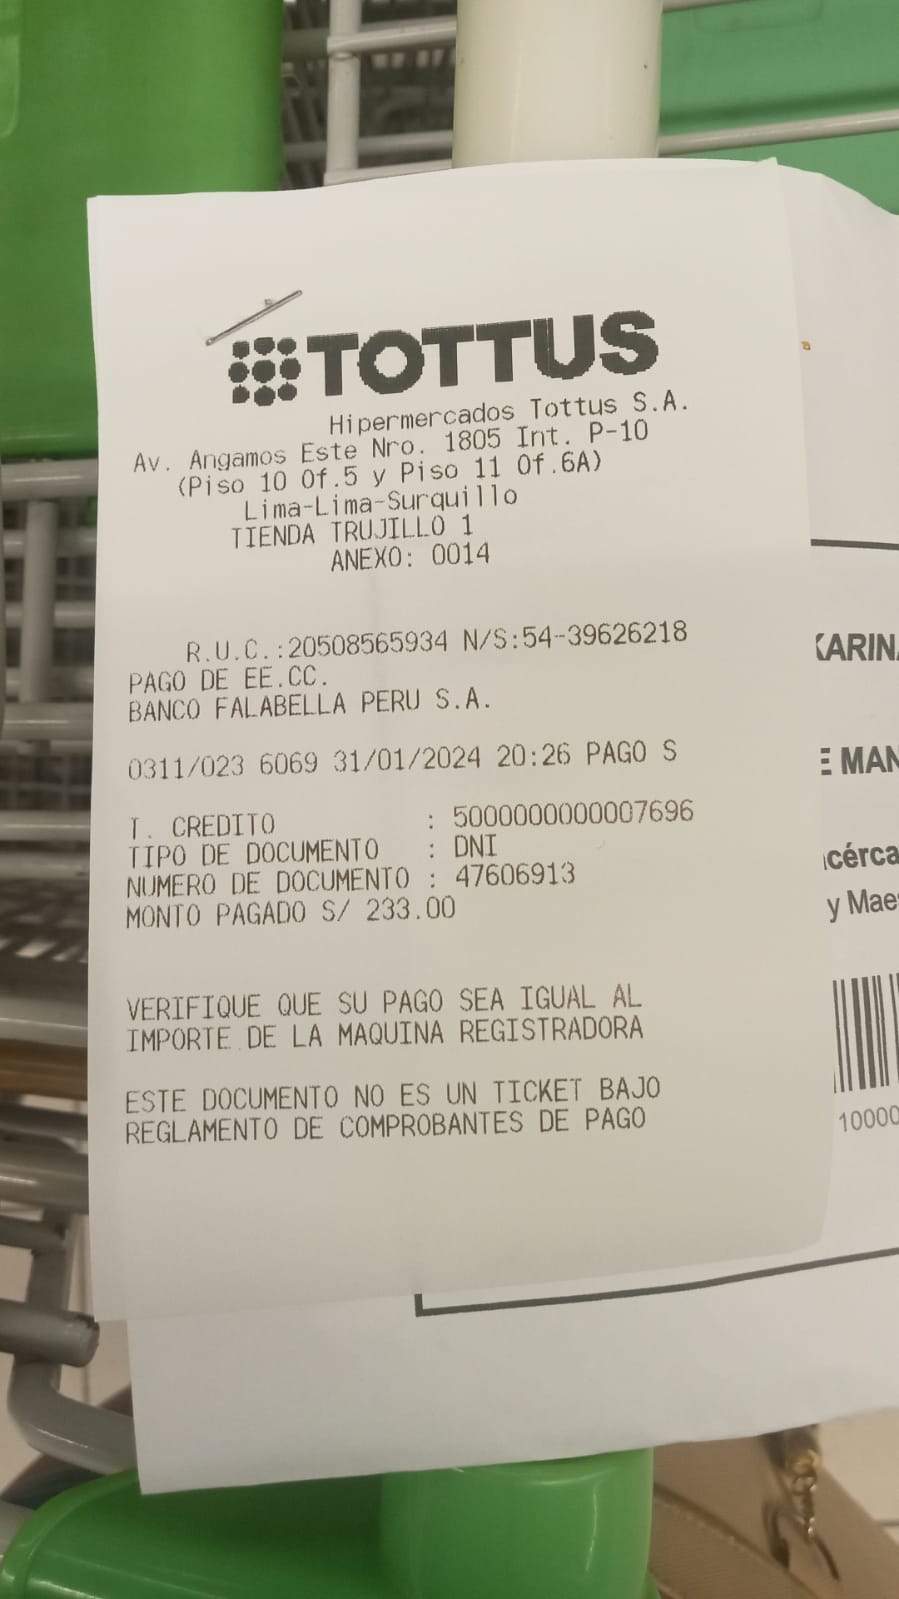 TOTTUS
Hipermercados Tottus S.A.
Av. Angamos Este Nro. 1805 Int. P-10
(Piso 10 Of.5 y Piso 11 Of.6A)
Lima-Lima-Surquillo
TIENDA TRUJILLO 1
ANEXO: 0014
R.U.C.:20508565934 N/S:54-39626218
PAGO DE EE.CC.
BANCO FALABELLA PERU S.A.
0311/023 6069 31/01/2024 20:26 PAGO S
T. CREDITO : 5000000000007696
TIPO DE DOCUMENTO : DNI
NUMERO DE DOCUMENTO : 47606913
MONTO PAGADO S/ 233.00
VERIFIQUE QUE SU PAGO SEA IGUAL AL
IMPORTE DE LA MAQUINA REGISTRADORA
ESTE DOCUMENTO NO ES UN TICKET BAJO
REGLAMENTO DE COMPROBANTES DE PAGO
KARIN
E MAN
cérca
y Mae
10000